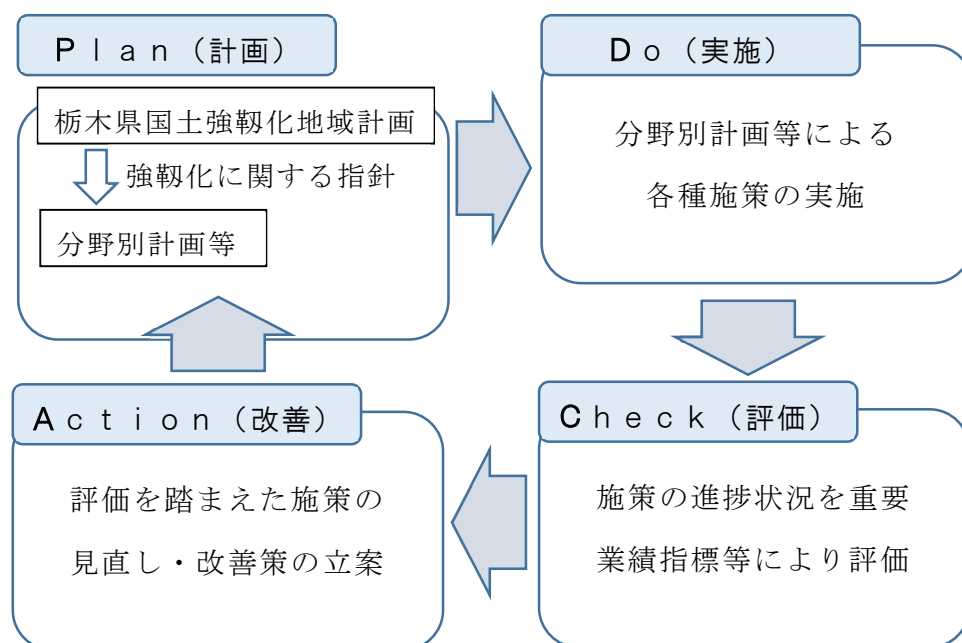 Plan（計画）
栃木県国土強靱化地域計画
強靱化に関する指針
分野別計画等
Do（実施）
分野別計画等による
各種施策の実施
Check（評価）
施策の進捗状況を重要
業績指標等により評価
Action（改善）
評価を踏まえた施策の
見直し・改善策の立案